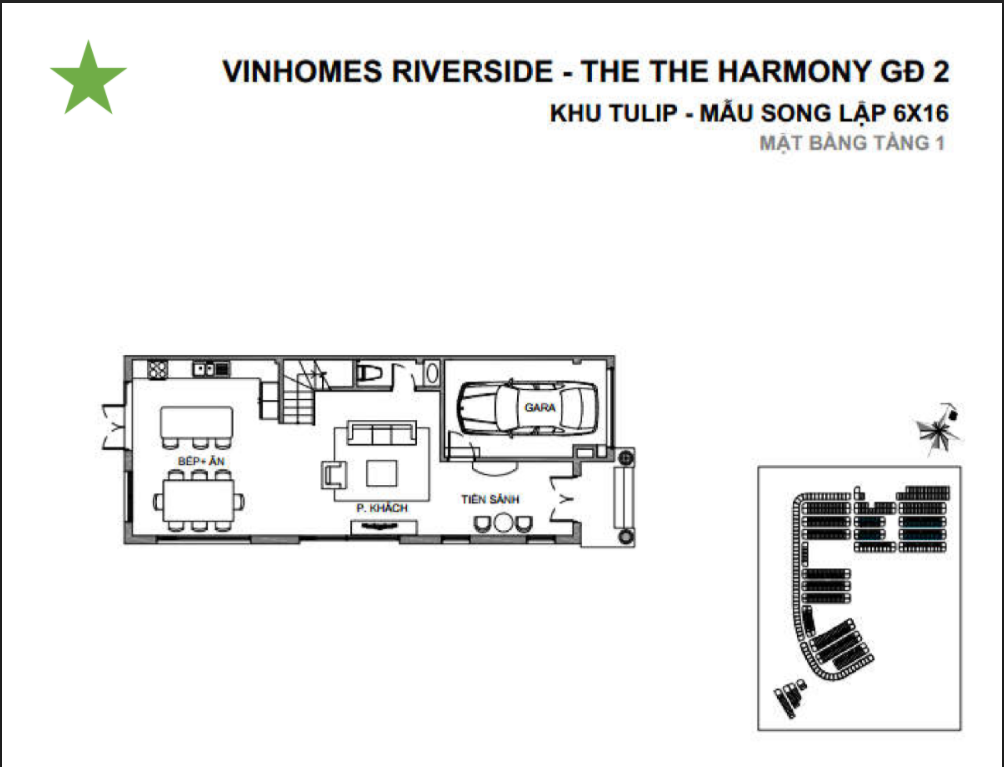 VINHOMES RIVERSIDE - THE THE HARMONY GĐ 2
KHU TULIP - MẪU SONG LẬP 6X16
MẶT BẰNG TẦNG 1
GARA
BẾP+ ĂN
TIỀN SẢNH
P. KHÁCH